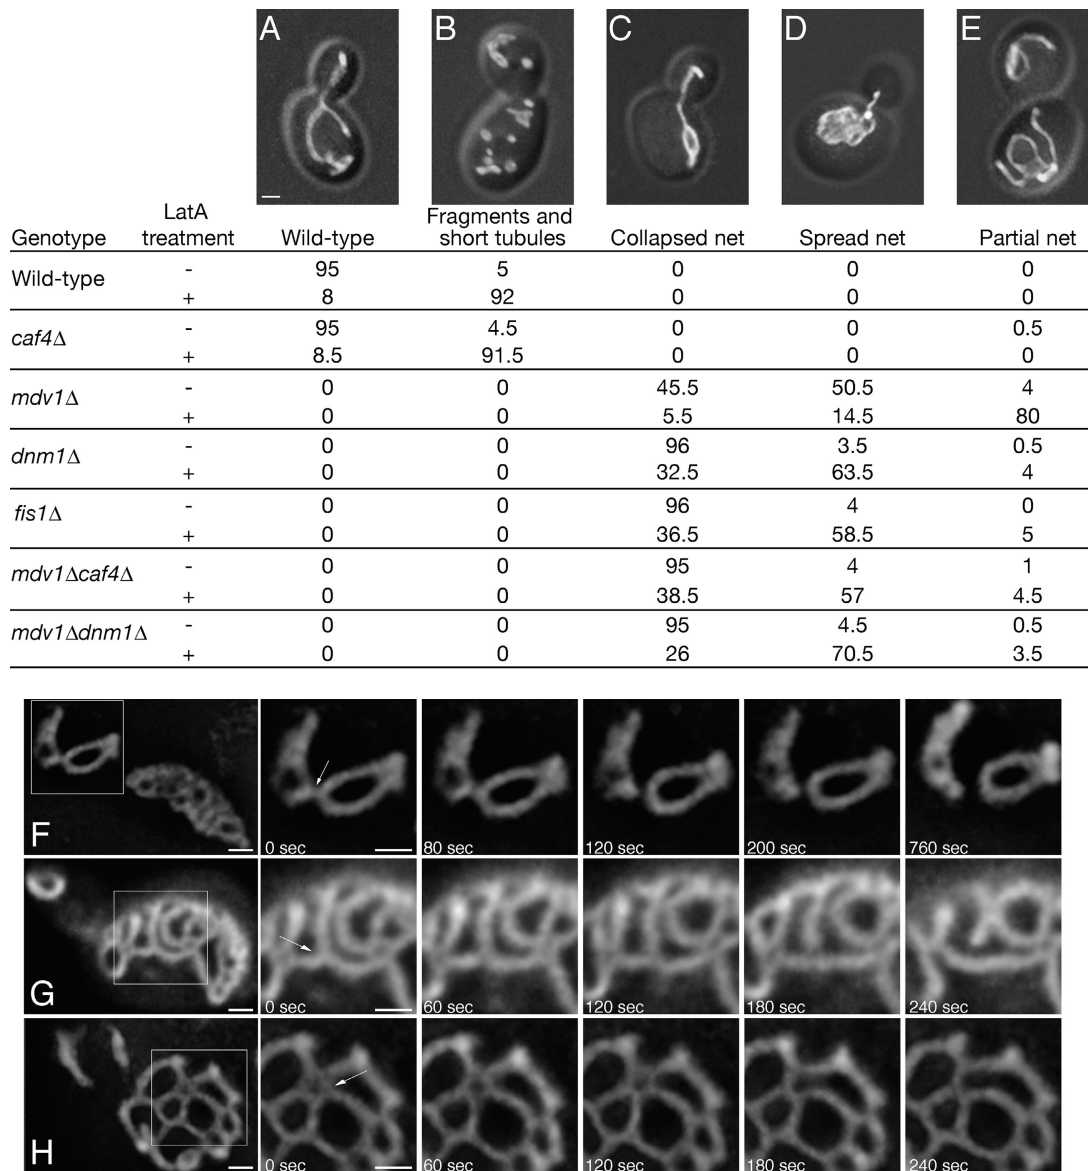 A B C D E
LatA
Fragments and
Genotype treatment Wild-type short tubules Collapsed net Spread net Partial net
Wild-type - 95 5 0 0 0
+ 8 92 0 0 0
caf4Δ - 95 4.5 0 0 0.5
+ 8.5 91.5 0 0 0
mdv1Δ - 0 0 45.5 50.5 4
+ 0 0 5.5 14.5 80
dnm1Δ - 0 0 96 3.5 0.5
+ 0 0 32.5 63.5 4
fis1Δ - 0 0 96 4 0
+ 0 0 36.5 58.5 5
mdv1Δcaf4Δ - 0 0 95 4 1
+ 0 0 38.5 57 4.5
mdv1Δdnm1Δ - 0 0 95 4.5 0.5
+ 0 0 26 70.5 3.5
F 0 sec 80 sec 120 sec 200 sec 760 sec
G 0 sec 60 sec 120 sec 180 sec 240 sec
H 0 sec 60 sec 120 sec 180 sec 240 sec